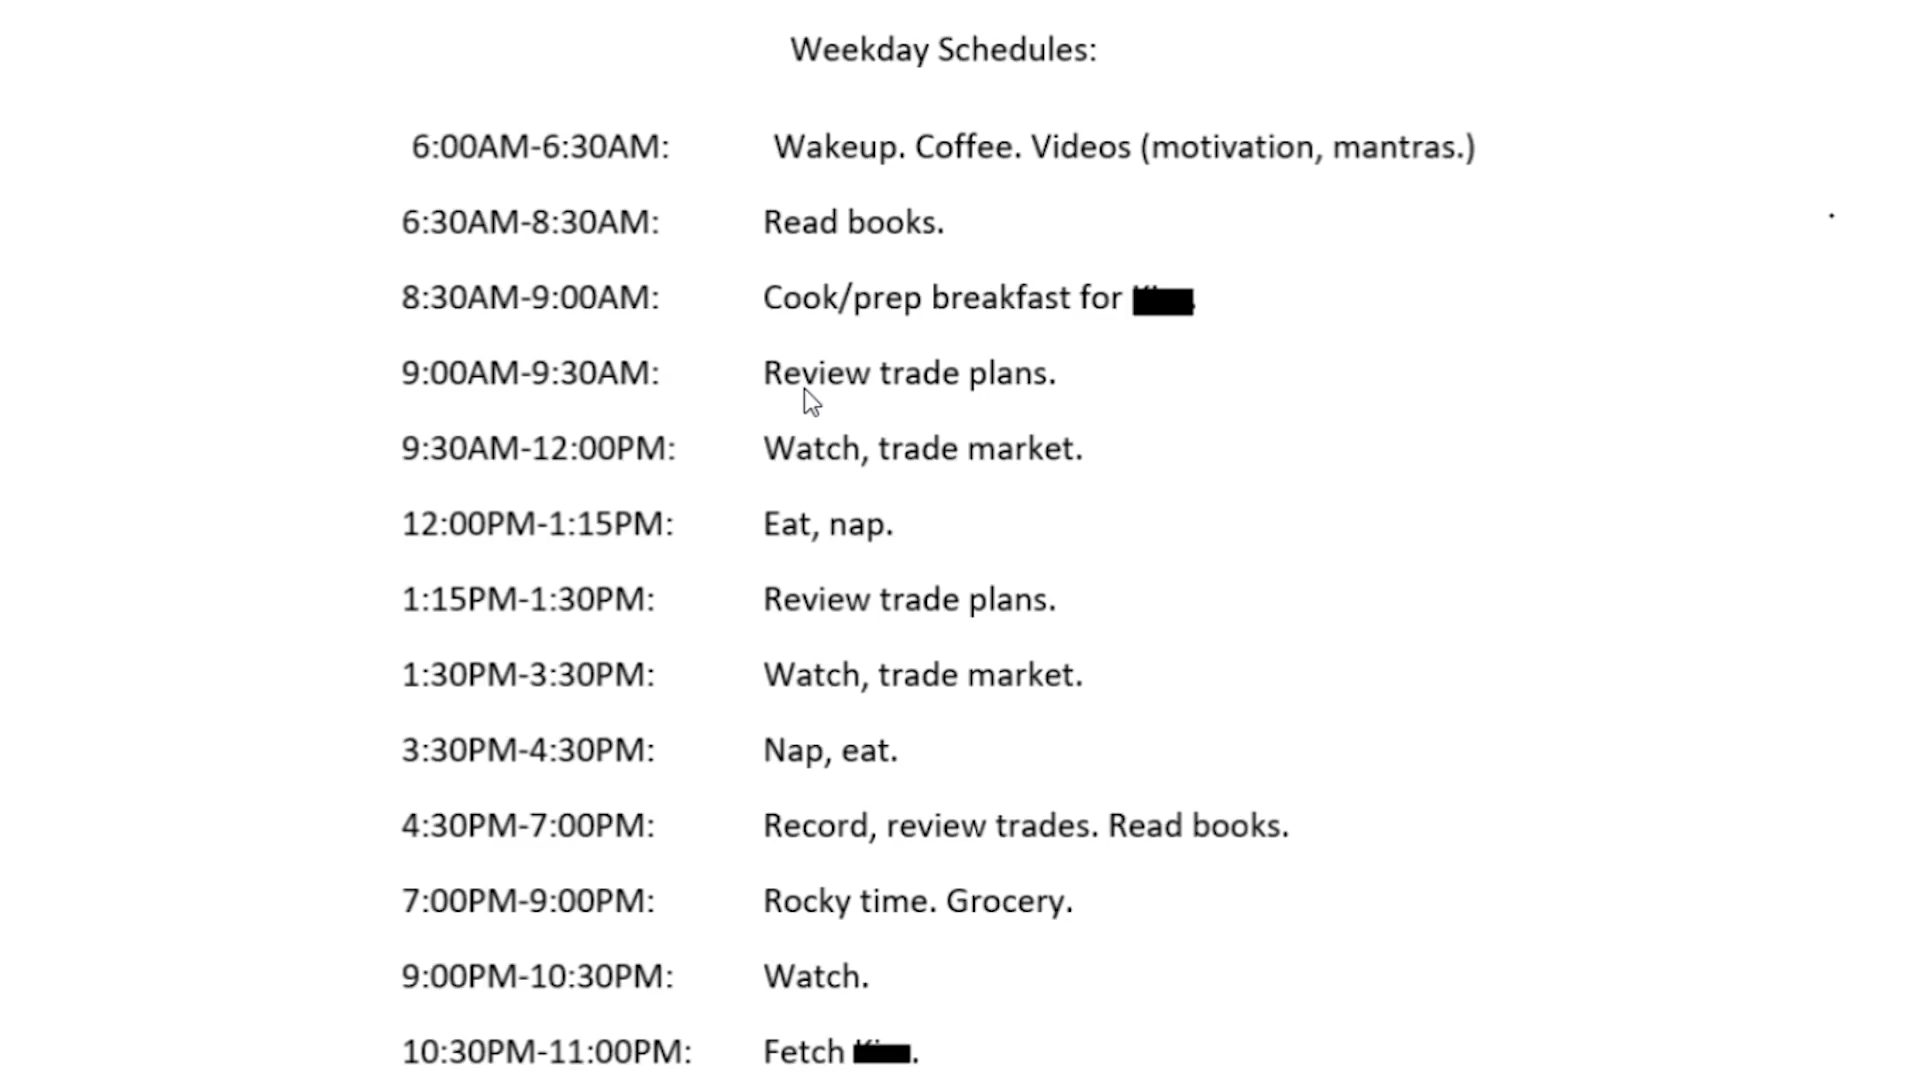 Weekday Schedules:
6:00AM-6:30AM: Wakeup. Coffee. Videos (motivation, mantras.)
6:30AM-8:30AM: Read books.
8:30AM-9:00AM: Cook/prep breakfast for
9:00AM-9:30AM: Review trade plans.
9:30AM-12:00PM: Watch, trade market.
12:00PM-1:15PM: Eat, nap.
1:15PM-1:30PM: Review trade plans.
1:30PM-3:30PM: Watch, trade market.
3:30PM-4:30PM: Nap, eat.
4:30PM-7:00PM: Record, review trades. Read books.
7:00PM-9:00PM: Rocky time. Grocery.
9:00PM-10:30PM: Watch.
10:30PM-11:00PM: Fetch .